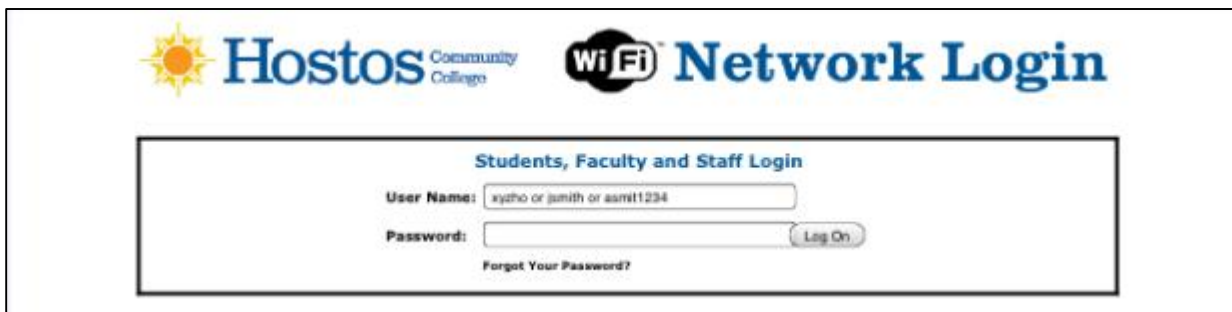 Hostos Community College WiFi™ Network Login
Students, Faculty and Staff Login
User Name: xyzho or jsmith or asmit1234
Password: Log On
Forgot Your Password?